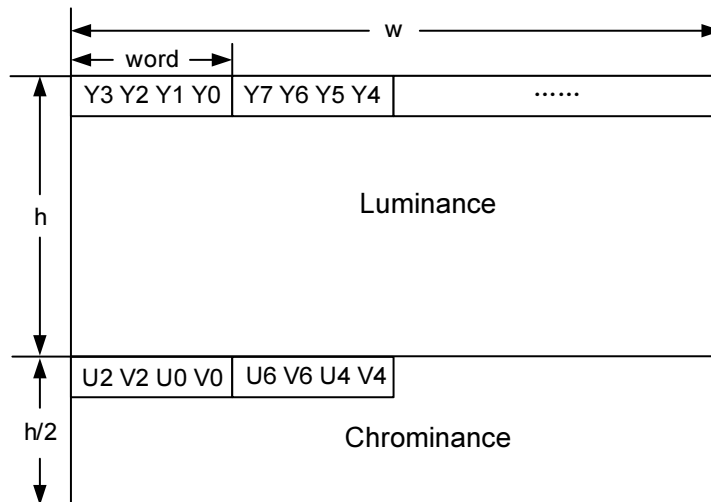 w
word
Y3 Y2 Y1 Y0 Y7 Y6 Y5 Y4 ......
Luminance
h
U2 V2 U0 V0 U6 V6 U4 V4
h/2
Chrominance